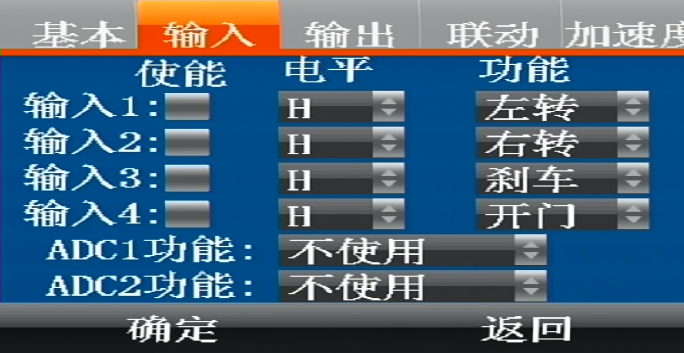 基本 输入 输出 联动 加速度
使能 电平 功能
输入1: H 左转
输入2: H 右转
输入3: H 刹车
输入4: H 开门
ADC1功能: 不使用
ADC2功能: 不使用
确定 返回